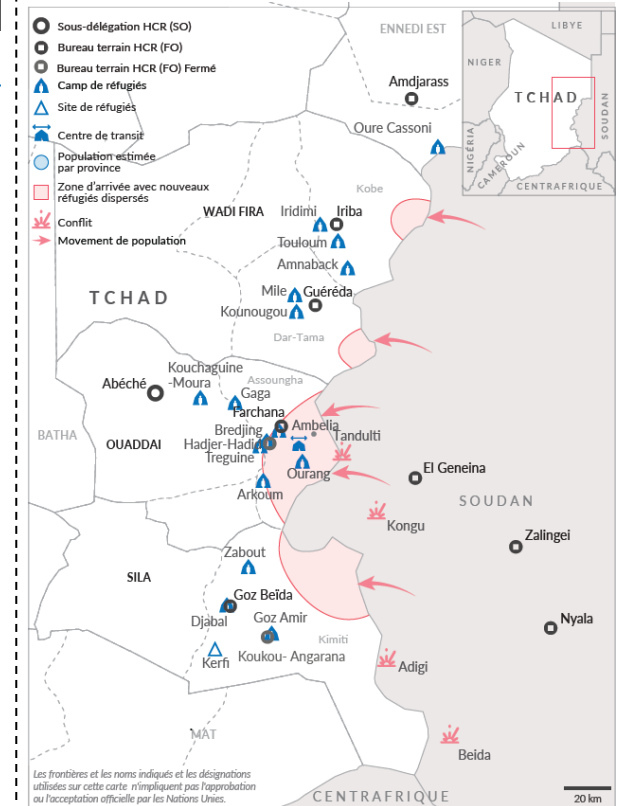 Sous-délégation HCR (SO)
Bureau terrain HCR (FO)
Bureau terrain HCR (FO) Fermé
Camp de réfugiés
Site de réfugiés
Centre de transit
Population estimée
par province
Zone d'arrivée avec nouveaux
réfugiés dispersés
Conflit
Movement de population
ENNEDI EST
Amdjarass
Oure Cassoni
LIBYE
NIGER
TCHAD
SOUDAN
NIGÉRIA
CAMEROUN
CENTRAFRIQUE
Kobe
WADI FIRA
Iridimi
Iriba
Touloum
Amnaback
TCHAD
Mile
Guéréda
Kounougou
Dar-Tama
Kouchaguine
-Moura
Assoungha
Abéché
Gaga
Farchana
BATHA
OUADDAI
Bredjing
Ambelia
Hadjer-Hadid
Tandulti
Treguine
Ourang
Arkoum
El Geneina
SOUDAN
Kongu
Zalingei
Zabout
SILA
Goz Beïda
Djabal
Goz Amir
Nyala
Kimiti
Kerfi
Koukou- Angarana
Adigi
MAT
Beida
Les frontières et les noms indiqués et les désignations
utilisées sur cette carte n'impliquent pas l'approbation
ou l'acceptation officielle par les Nations Unies.
CENTRAFRIQUE
20 km